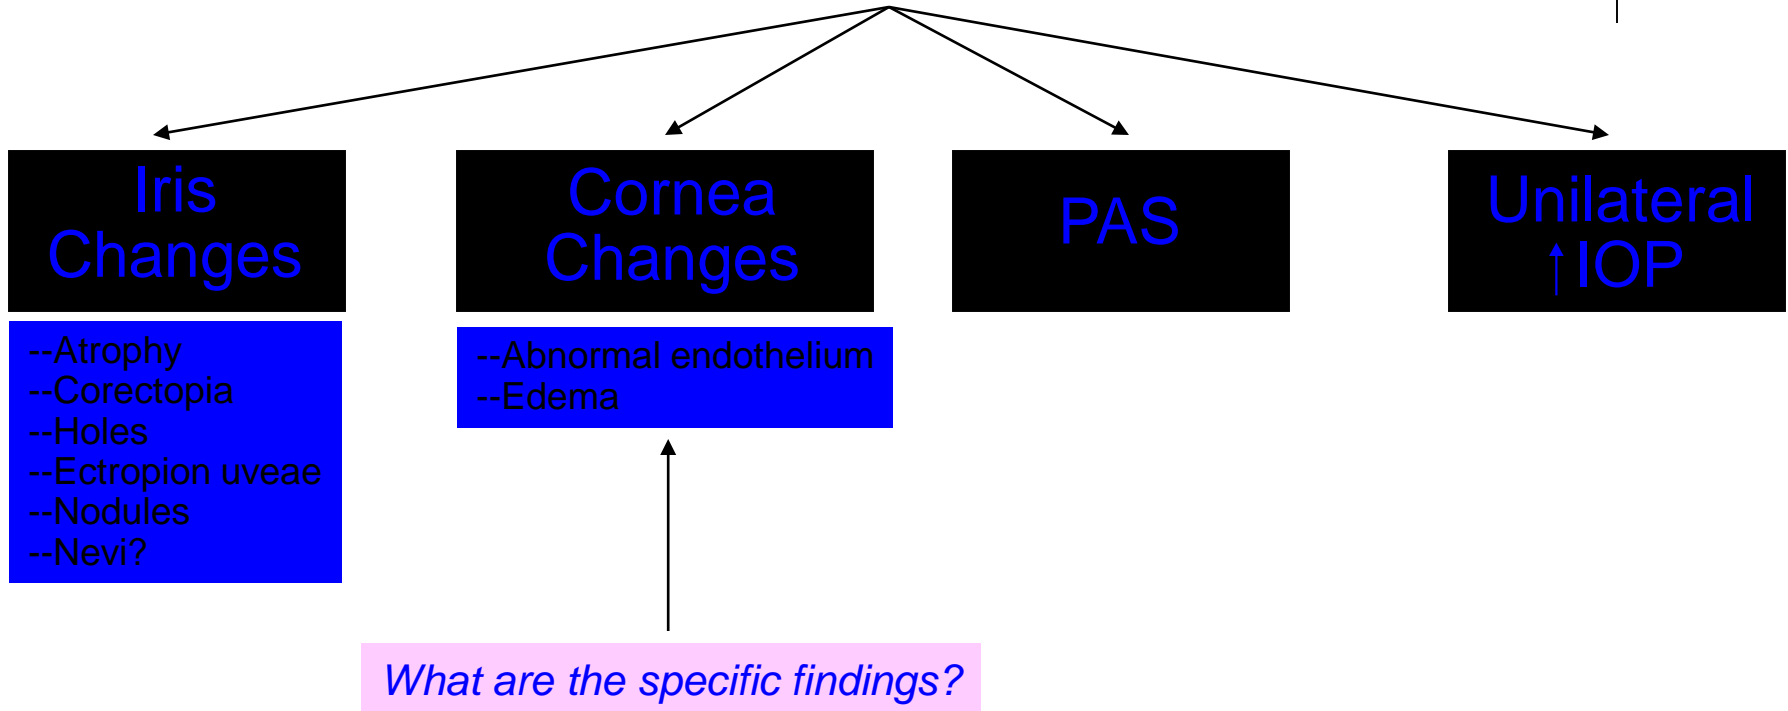 Iris
Changes
Cornea
Changes
PAS
Unilateral
↑IOP
--Atrophy
--Corectopia
--Holes
--Ectropion uveae
--Nodules
--Nevi?
--Abnormal endothelium
--Edema
What are the specific findings?